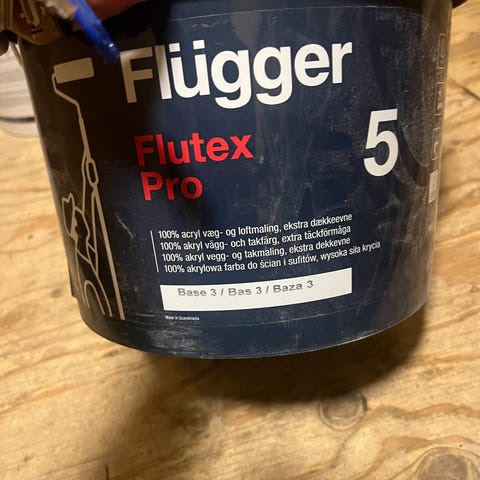 Flügger
Flutex
Pro
5
100% acryl væg- og loftmaling, ekstra dækkeevne
100% akryl vägg- och takfärg, extra täckförmåga
100% akryl vegg- og takmaling, ekstra dekkevne
100% akrylowa farba do ścian i sufitów, wysoka siła krycia
Base 3 / Bas 3 / Baza 3
Made in Scandinavia